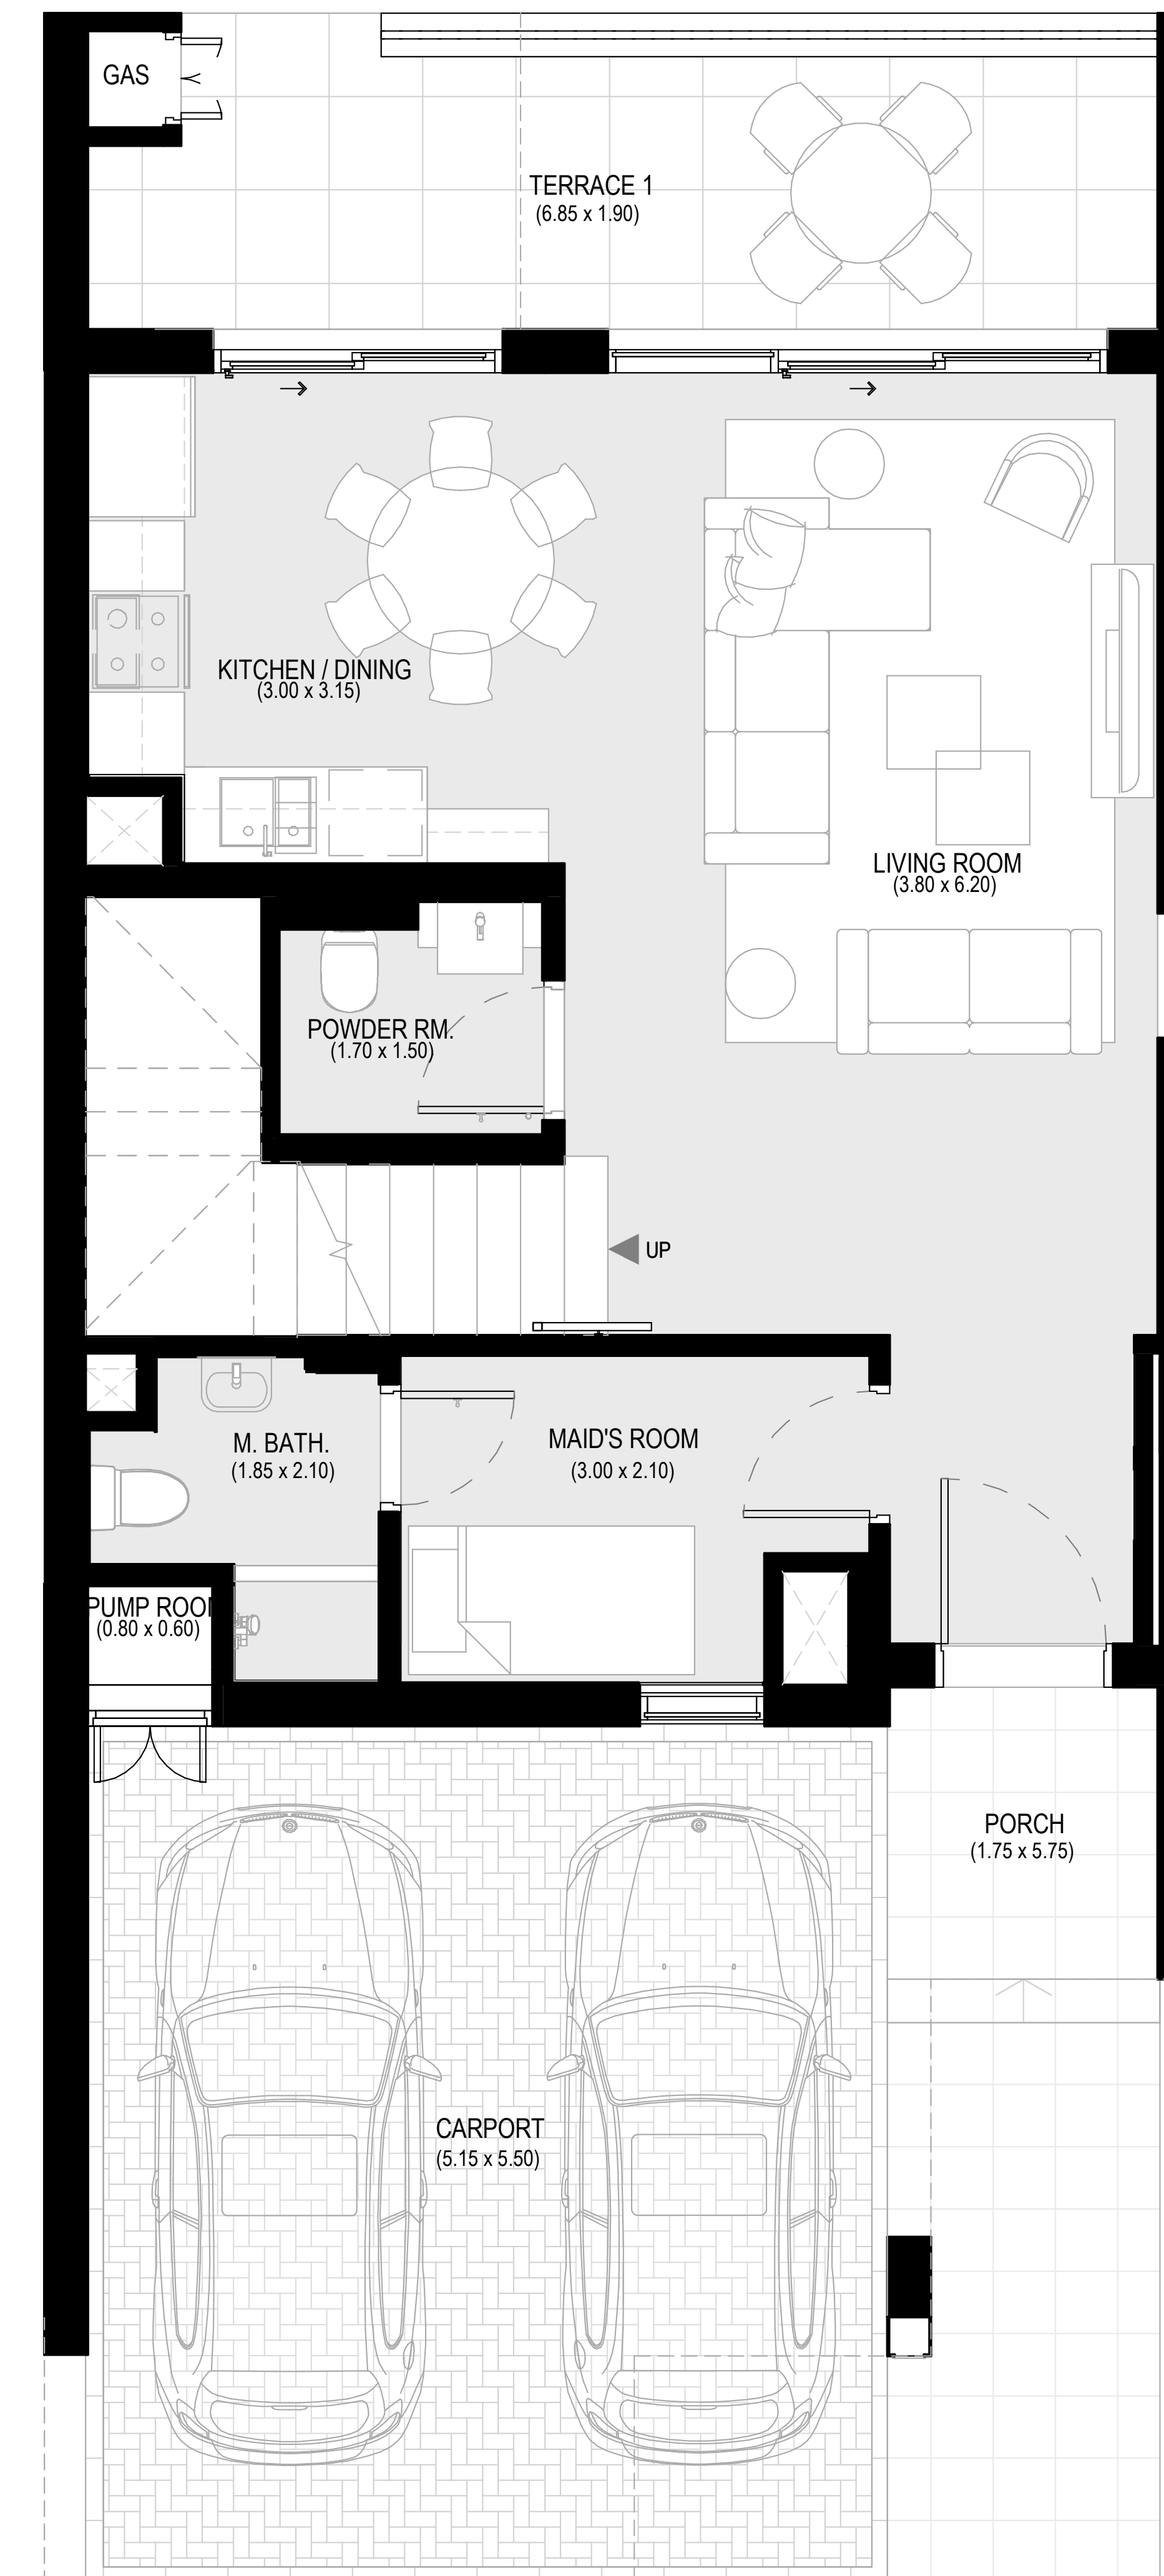 GAS
TERRACE 1
(6.85 x 1.90)
KITCHEN / DINING
(3.00 x 3.15)
LIVING ROOM
(3.80 x 6.20)
POWDER RM.
(1.70 x 1.50)
UP
M. BATH.
(1.85 x 2.10)
MAID'S ROOM
(3.00 x 2.10)
PUMP ROOM
(0.80 x 0.60)
PORCH
(1.75 x 5.75)
CARPORT
(5.15 x 5.50)